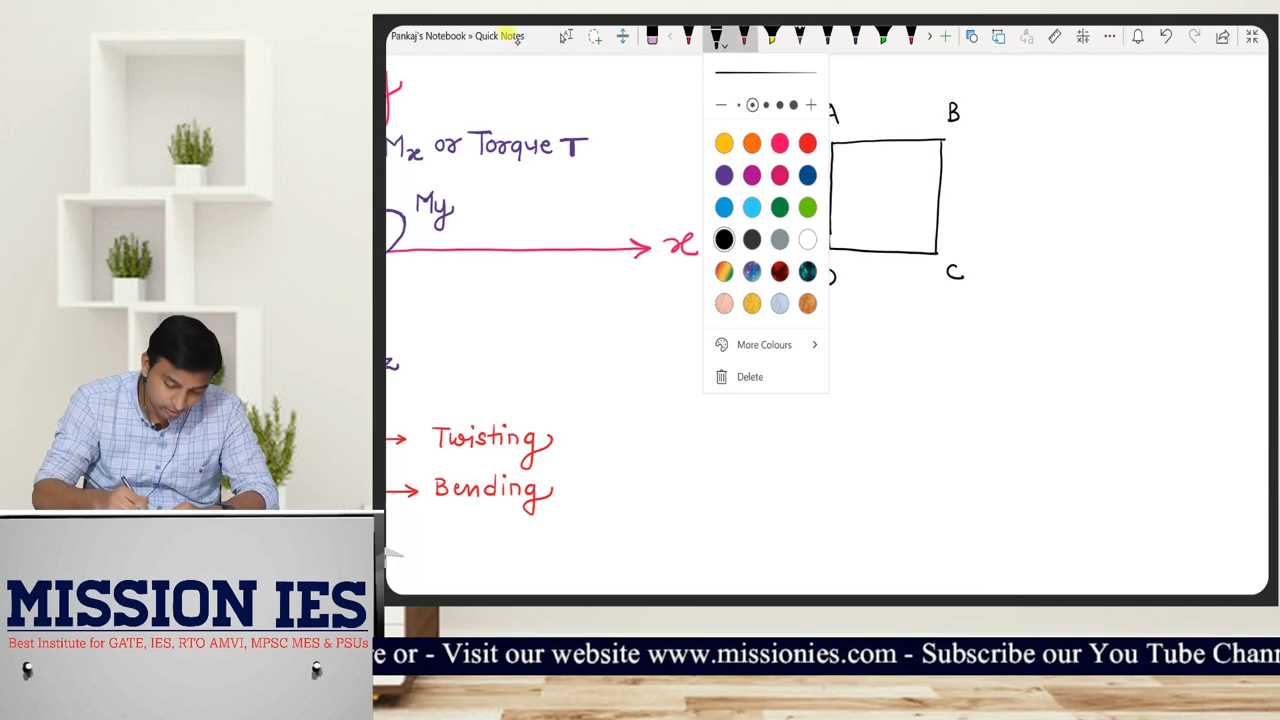 Pankaj's Notebook » Quick Notes
Mx or Torque T
My
x
z
→ Twisting
→ Bending
A
B
D
C
More Colours
Delete
MISSION IES
Best Institute for GATE, IES, RTO AMVI, MPSC MES & PSUs
e or - Visit our website www.missionies.com - Subscribe our You Tube Chann